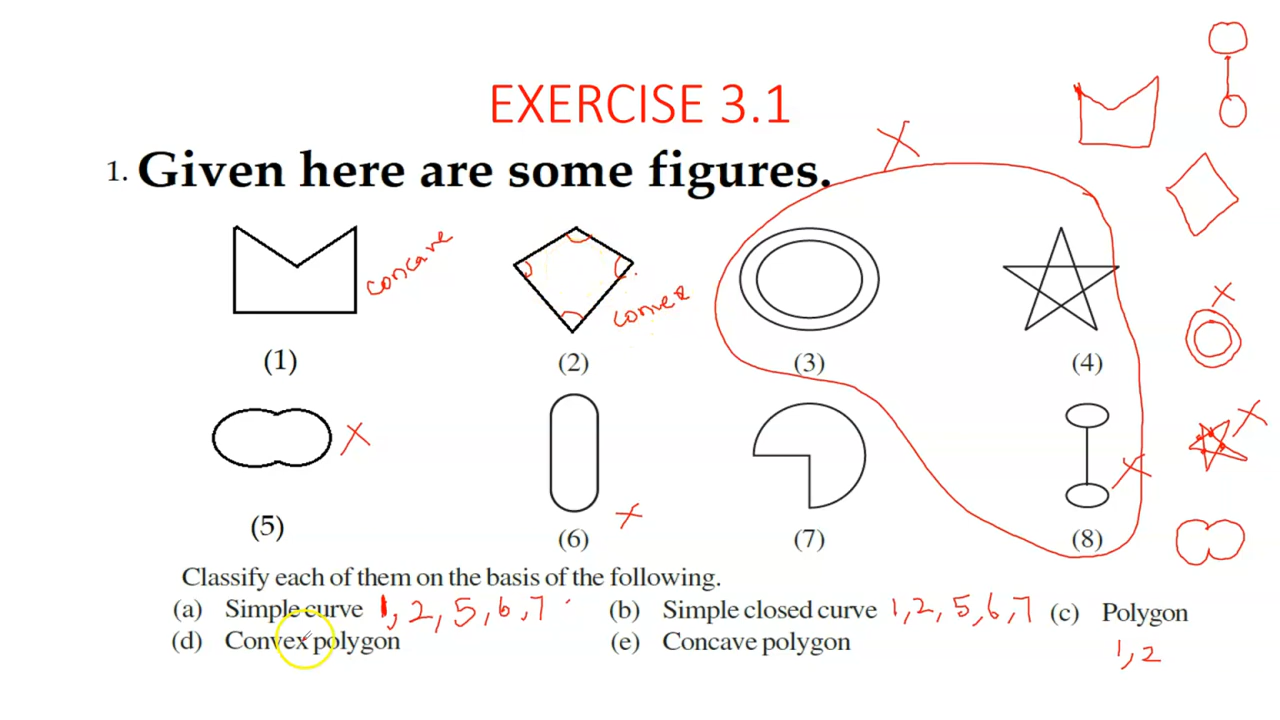 EXERCISE 3.1
1. Given here are some figures.
concave
convex
(1) (2) (3) (4)
(5) (6) (7) (8)
Classify each of them on the basis of the following.
(a) Simple curve 1, 2, 5, 6, 7 (b) Simple closed curve 1, 2, 5, 6, 7 (c) Polygon
(d) Convex polygon (e) Concave polygon 1, 2